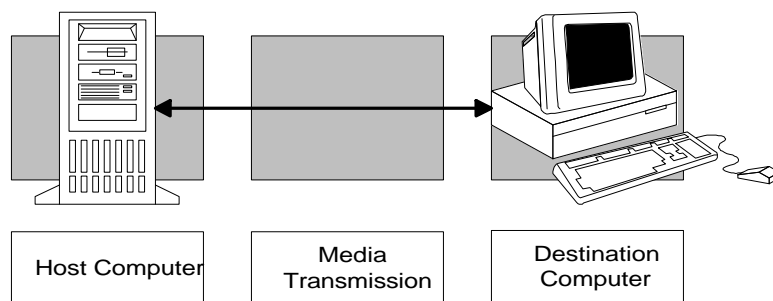 Host Computer
Media
Transmission
Destination
Computer